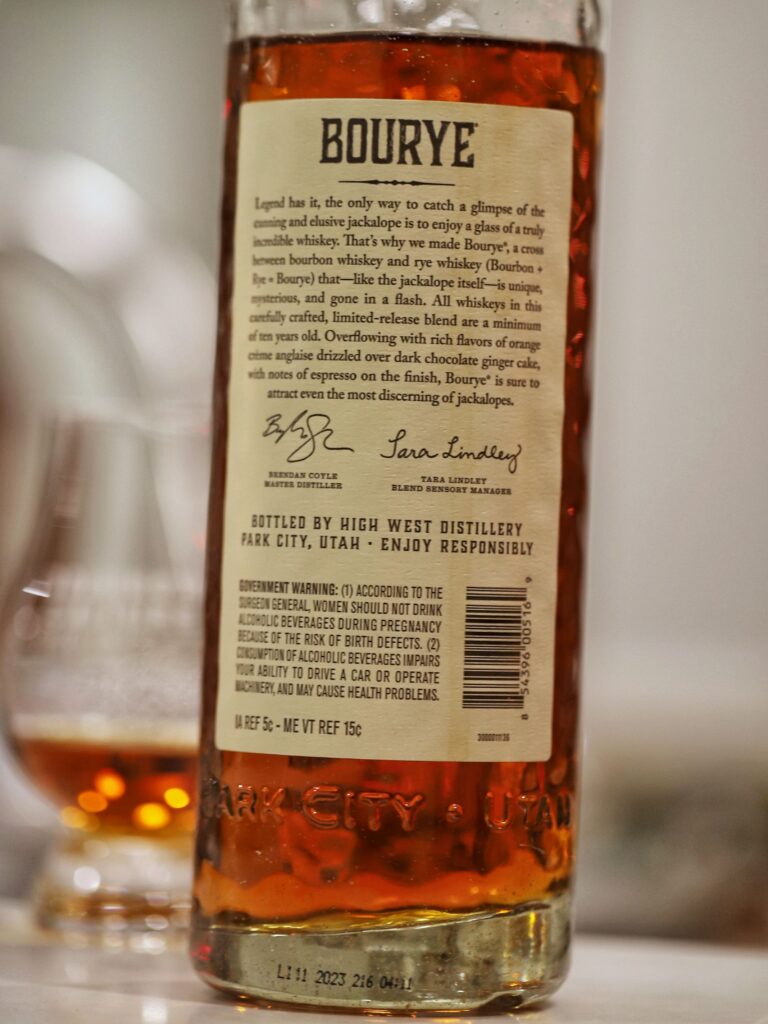 BOURYE
Legend has it, the only way to catch a glimpse of the
cunning and elusive jackalope is to enjoy a glass of a truly
incredible whiskey. That's why we made Bourye®, a cross
between bourbon whiskey and rye whiskey (Bourbon +
Rye = Bourye) that—like the jackalope itself—is unique,
mysterious, and gone in a flash. All whiskeys in this
carefully crafted, limited-release blend are a minimum
of ten years old. Overflowing with rich flavors of orange
crème anglaise drizzled over dark chocolate ginger cake,
with notes of espresso on the finish, Bourye® is sure to
attract even the most discerning of jackalopes.
Tara Lindley
BRENDAN COYLE
MASTER DISTILLER
TARA LINDLEY
BLEND SENSORY MANAGER
BOTTLED BY HIGH WEST DISTILLERY
PARK CITY, UTAH · ENJOY RESPONSIBLY
GOVERNMENT WARNING: (1) ACCORDING TO THE
SURGEON GENERAL, WOMEN SHOULD NOT DRINK
ALCOHOLIC BEVERAGES DURING PREGNANCY
BECAUSE OF THE RISK OF BIRTH DEFECTS. (2)
CONSUMPTION OF ALCOHOLIC BEVERAGES IMPAIRS
YOUR ABILITY TO DRIVE A CAR OR OPERATE
MACHINERY, AND MAY CAUSE HEALTH PROBLEMS.
8 54396 00516 9
IA REF 5¢ - ME VT REF 15¢
PARK CITY • UTAH
2023 216 04:11